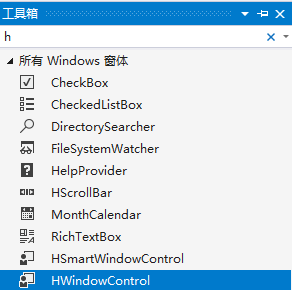 工具箱
h
所有 Windows 窗体
CheckBox
CheckedListBox
DirectorySearcher
FileSystemWatcher
HelpProvider
HScrollBar
MonthCalendar
RichTextBox
HSmartWindowControl
HWindowControl